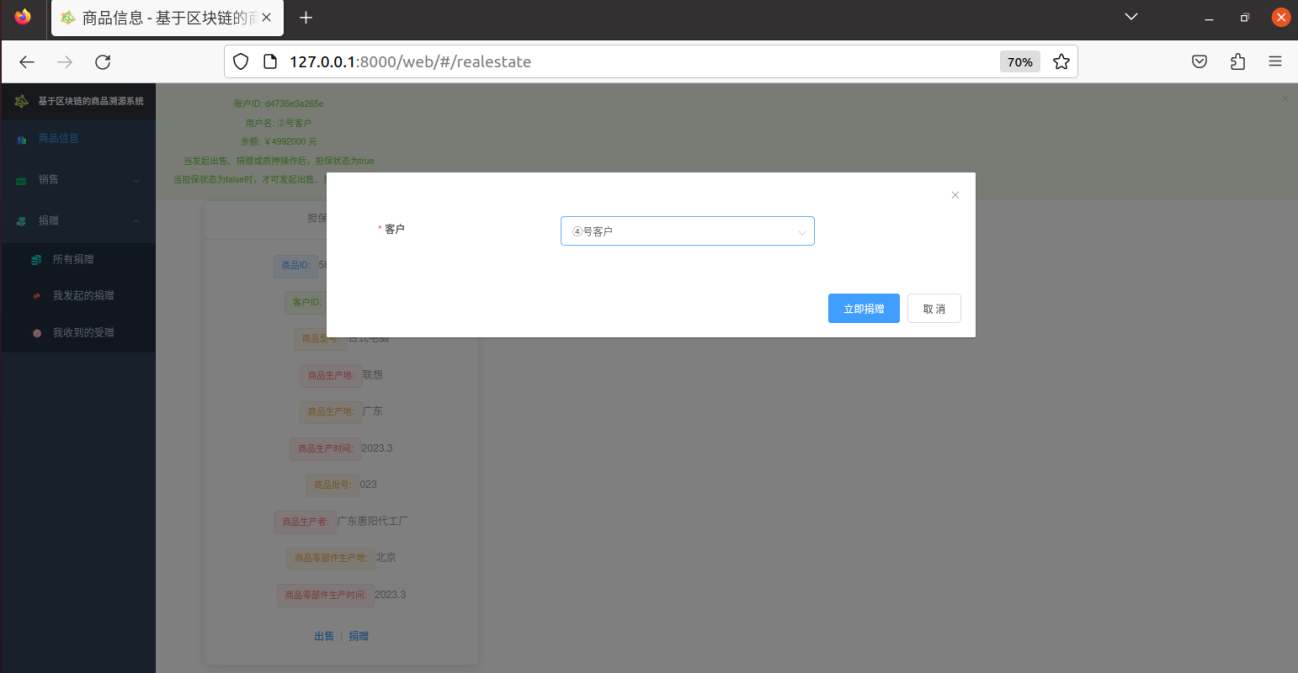 商品信息 - 基于区块链的商
127.0.0.1:8000/web/#/realestate
70%
基于区块链的商品溯源系统
商品信息
销售
捐赠
所有捐赠
我发起的捐赠
我收到的受赠
账户ID: d4735e3a265e
用户名: ②号客户
余额: ￥4992000 元
当发起出售、捐赠或质押操作后，担保状态为true
当担保状态为false时，才可发起出售、
* 客户
④号客户
立即捐赠
取 消
担保
商品ID:
客户ID:
商品型号: 台式电脑
商品生产地: 联想
商品生产地: 广东
商品生产时间: 2023.3
商品批号: 023
商品生产者: 广东惠阳代工厂
商品零部件生产地: 北京
商品零部件生产时间: 2023.3
出售 | 捐赠